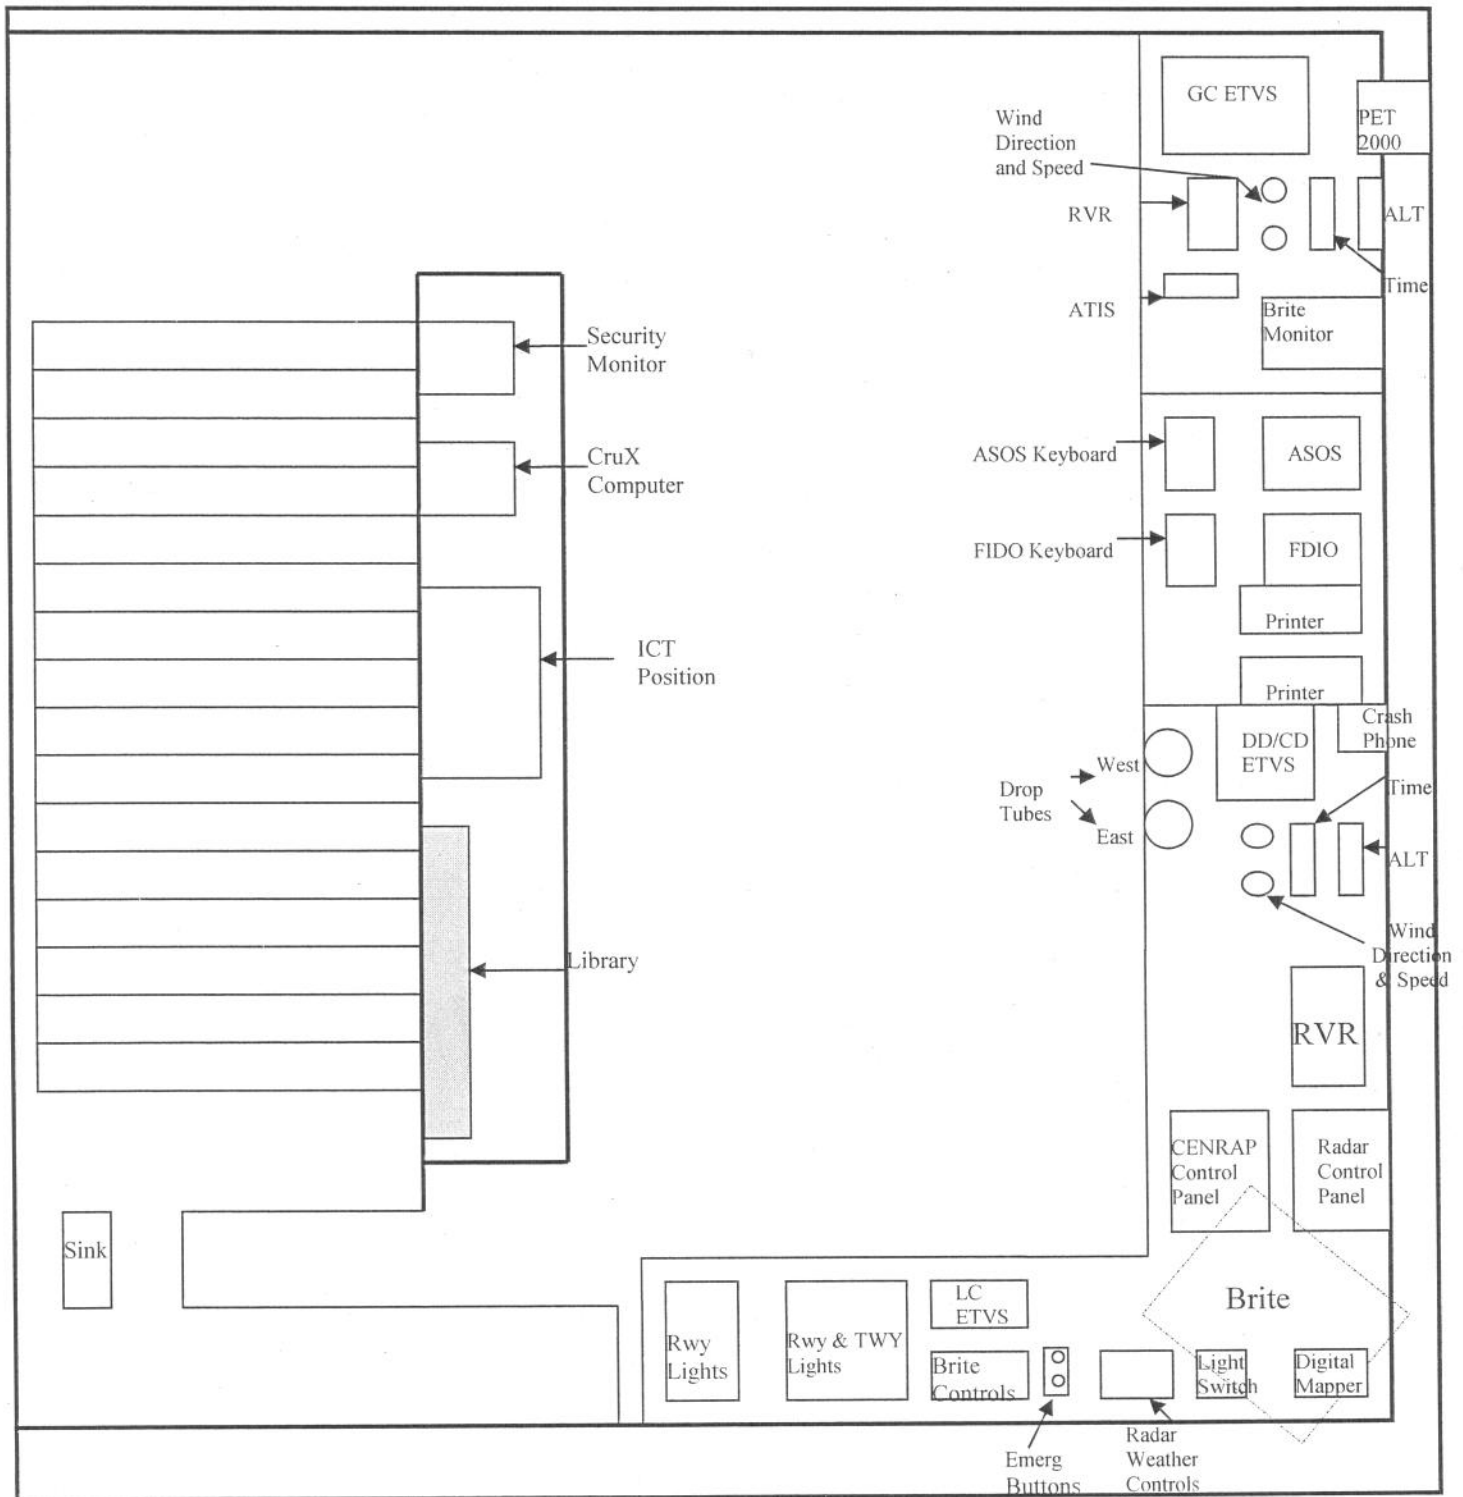 GC ETVS
PET
2000
Wind
Direction
and Speed
RVR
ALT
Time
ATIS
Brite
Monitor
Security
Monitor
ASOS Keyboard
ASOS
CruX
Computer
FIDO Keyboard
FDIO
Printer
ICT
Position
Printer
Crash
Phone
DD/CD
ETVS
West
Drop
Tubes
East
Time
ALT
Wind
Direction
& Speed
Library
RVR
CENRAP
Control
Panel
Radar
Control
Panel
Sink
Brite
LC
ETVS
Rwy
Lights
Rwy & TWY
Lights
Brite
Controls
Light
Switch
Digital
Mapper
Emerg
Buttons
Radar
Weather
Controls